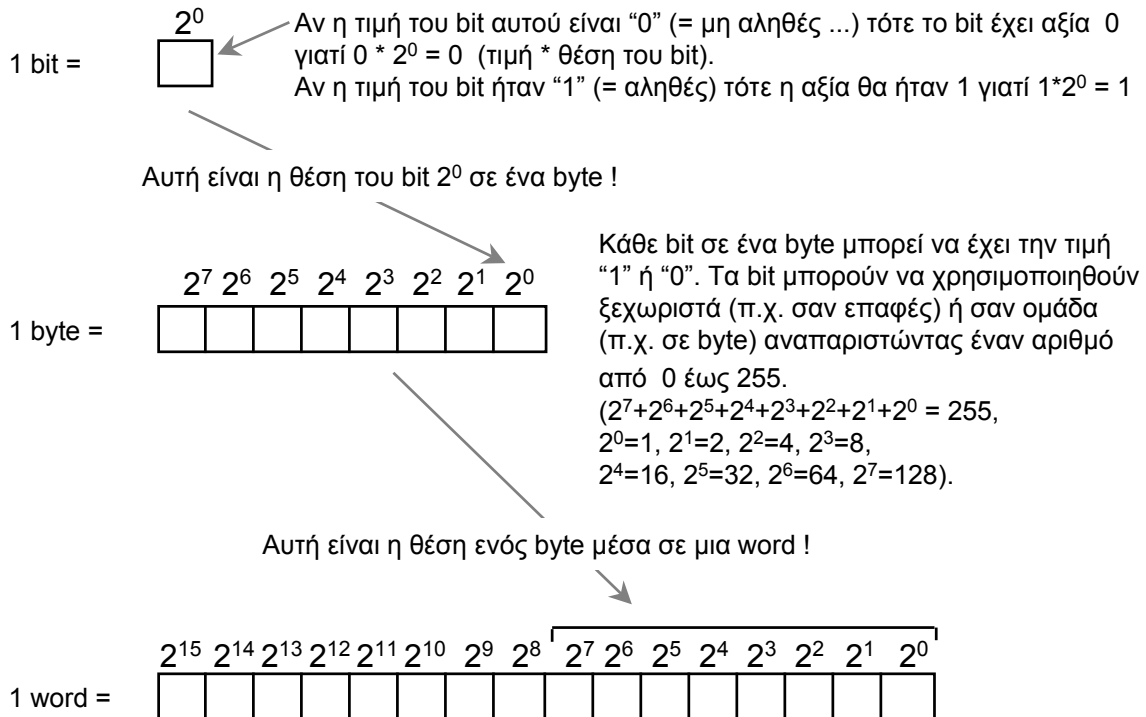 2⁰
Αν η τιμή του bit αυτού είναι “0” (= μη αληθές ...) τότε το bit έχει αξία 0
1 bit =
γιατί 0 * 2⁰ = 0 (τιμή * θέση του bit).
Αν η τιμή του bit ήταν “1” (= αληθές) τότε η αξία θα ήταν 1 γιατί 1*2⁰ = 1
Αυτή είναι η θέση του bit 2⁰ σε ένα byte !
2⁷ 2⁶ 2⁵ 2⁴ 2³ 2² 2¹ 2⁰
1 byte =
Κάθε bit σε ένα byte μπορεί να έχει την τιμή
“1” ή “0”. Τα bit μπορούν να χρησιμοποιηθούν
ξεχωριστά (π.χ. σαν επαφές) ή σαν ομάδα
(π.χ. σε byte) αναπαριστώντας έναν αριθμό
από 0 έως 255.
(2⁷+2⁶+2⁵+2⁴+2³+2²+2¹+2⁰ = 255,
2⁰=1, 2¹=2, 2²=4, 2³=8,
2⁴=16, 2⁵=32, 2⁶=64, 2⁷=128).
Αυτή είναι η θέση ενός byte μέσα σε μια word !
2¹⁵ 2¹⁴ 2¹³ 2¹² 2¹¹ 2¹⁰ 2⁹ 2⁸ 2⁷ 2⁶ 2⁵ 2⁴ 2³ 2² 2¹ 2⁰
1 word =